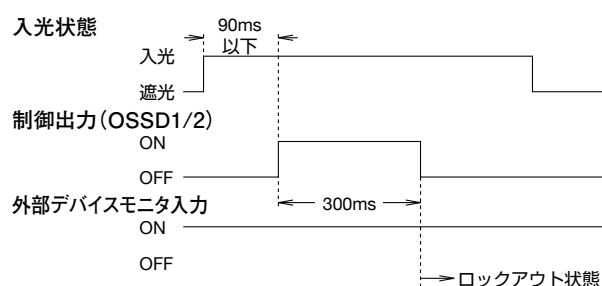 入光状態
90ms
以下
入光
遮光
制御出力（OSSD1/2）
ON
OFF
300ms
外部デバイスモニタ入力
ON
OFF
ロックアウト状態